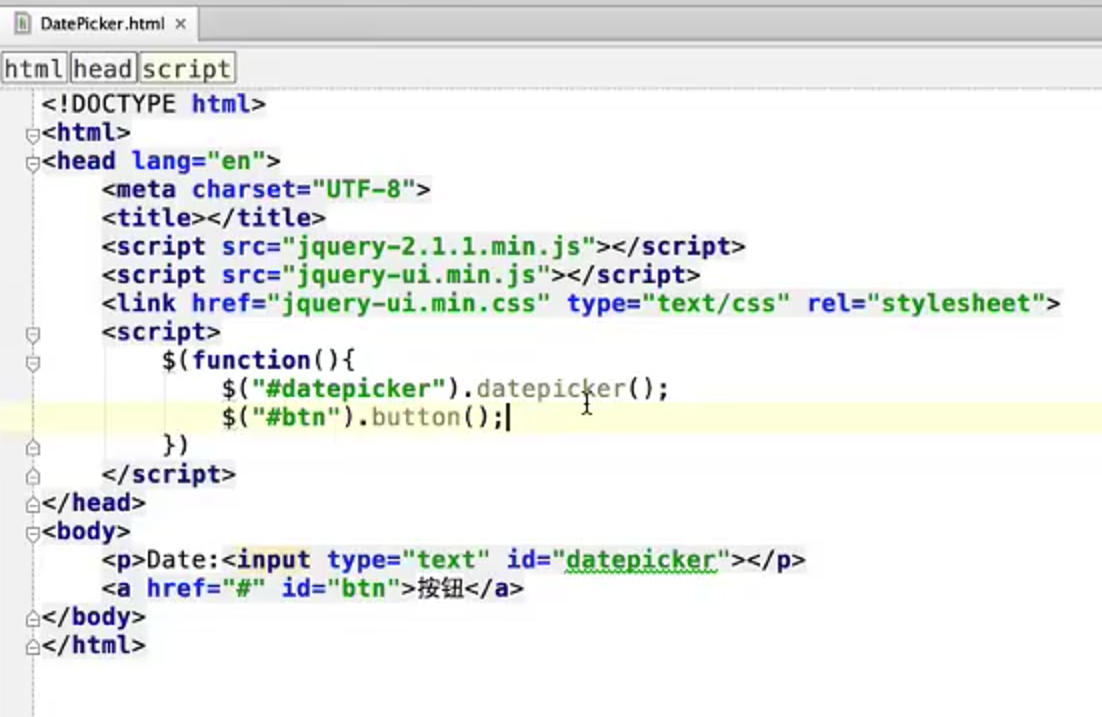 DatePicker.html ×
html head script
<!DOCTYPE html>
<html>
<head lang="en">
<meta charset="UTF-8">
<title></title>
<script src="jquery-2.1.1.min.js"></script>
<script src="jquery-ui.min.js"></script>
<link href="jquery-ui.min.css" type="text/css" rel="stylesheet">
<script>
$(function(){
$("#datepicker").datepicker();
$("#btn").button();
})
</script>
</head>
<body>
<p>Date:<input type="text" id="datepicker"></p>
<a href="#" id="btn">按钮</a>
</body>
</html>